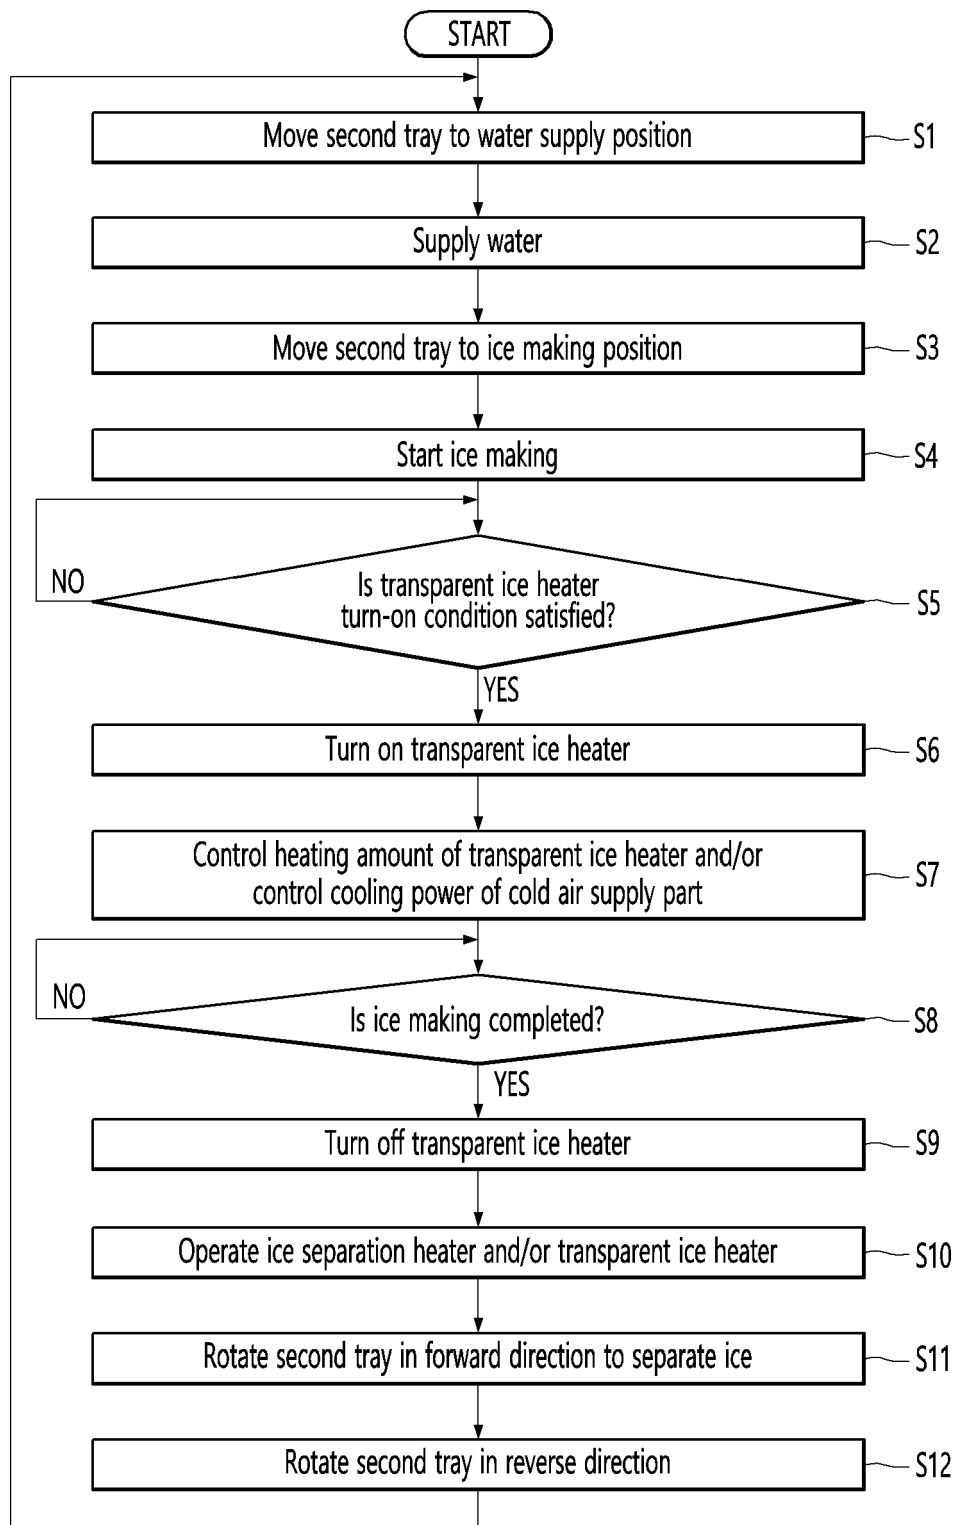 START
Move second tray to water supply position
S1
Supply water
S2
Move second tray to ice making position
S3
Start ice making
S4
Is transparent ice heater
turn-on condition satisfied?
NO
S5
YES
Turn on transparent ice heater
S6
Control heating amount of transparent ice heater and/or
control cooling power of cold air supply part
S7
NO
Is ice making completed?
S8
YES
Turn off transparent ice heater
S9
Operate ice separation heater and/or transparent ice heater
S10
Rotate second tray in forward direction to separate ice
S11
Rotate second tray in reverse direction
S12